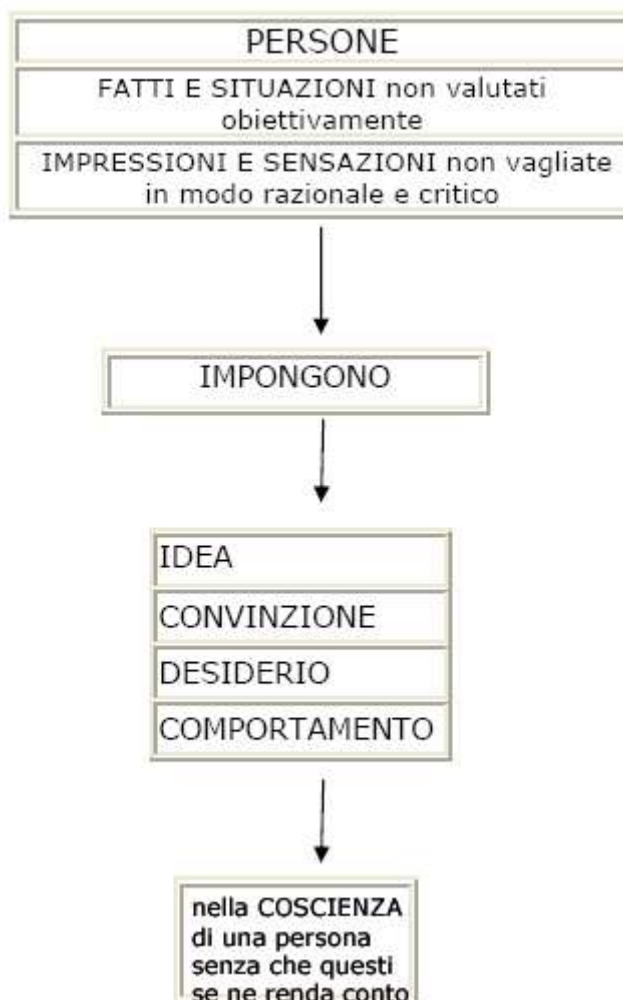 PERSONE
FATTI E SITUAZIONI non valutati
obiettivamente
IMPRESSIONI E SENSAZIONI non vagliate
in modo razionale e critico
IMPONGONO
IDEA
CONVINZIONE
DESIDERIO
COMPORTAMENTO
nella COSCIENZA
di una persona
senza che questi
se ne renda conto